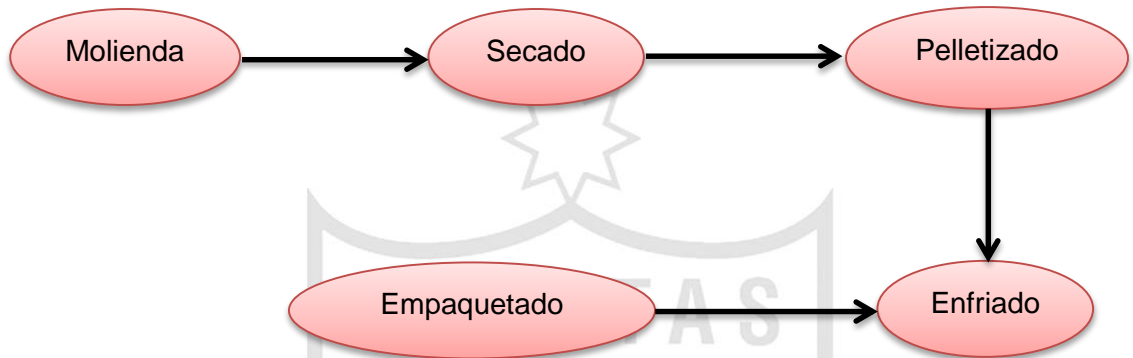 Molienda
Secado
Pelletizado
Empaquetado
Enfriado